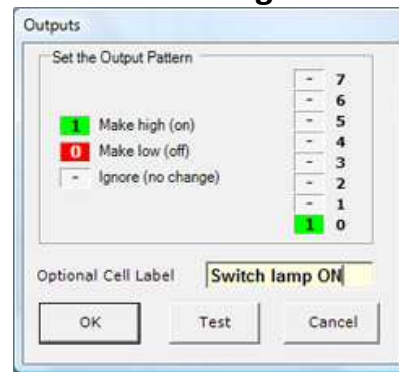 Outputs
Set the Output Pattern
- 7
- 6
1 Make high (on) - 5
0 Make low (off) - 4
- Ignore (no change) - 3
- 2
- 1
1 0
Optional Cell Label Switch lamp ON
OK Test Cancel